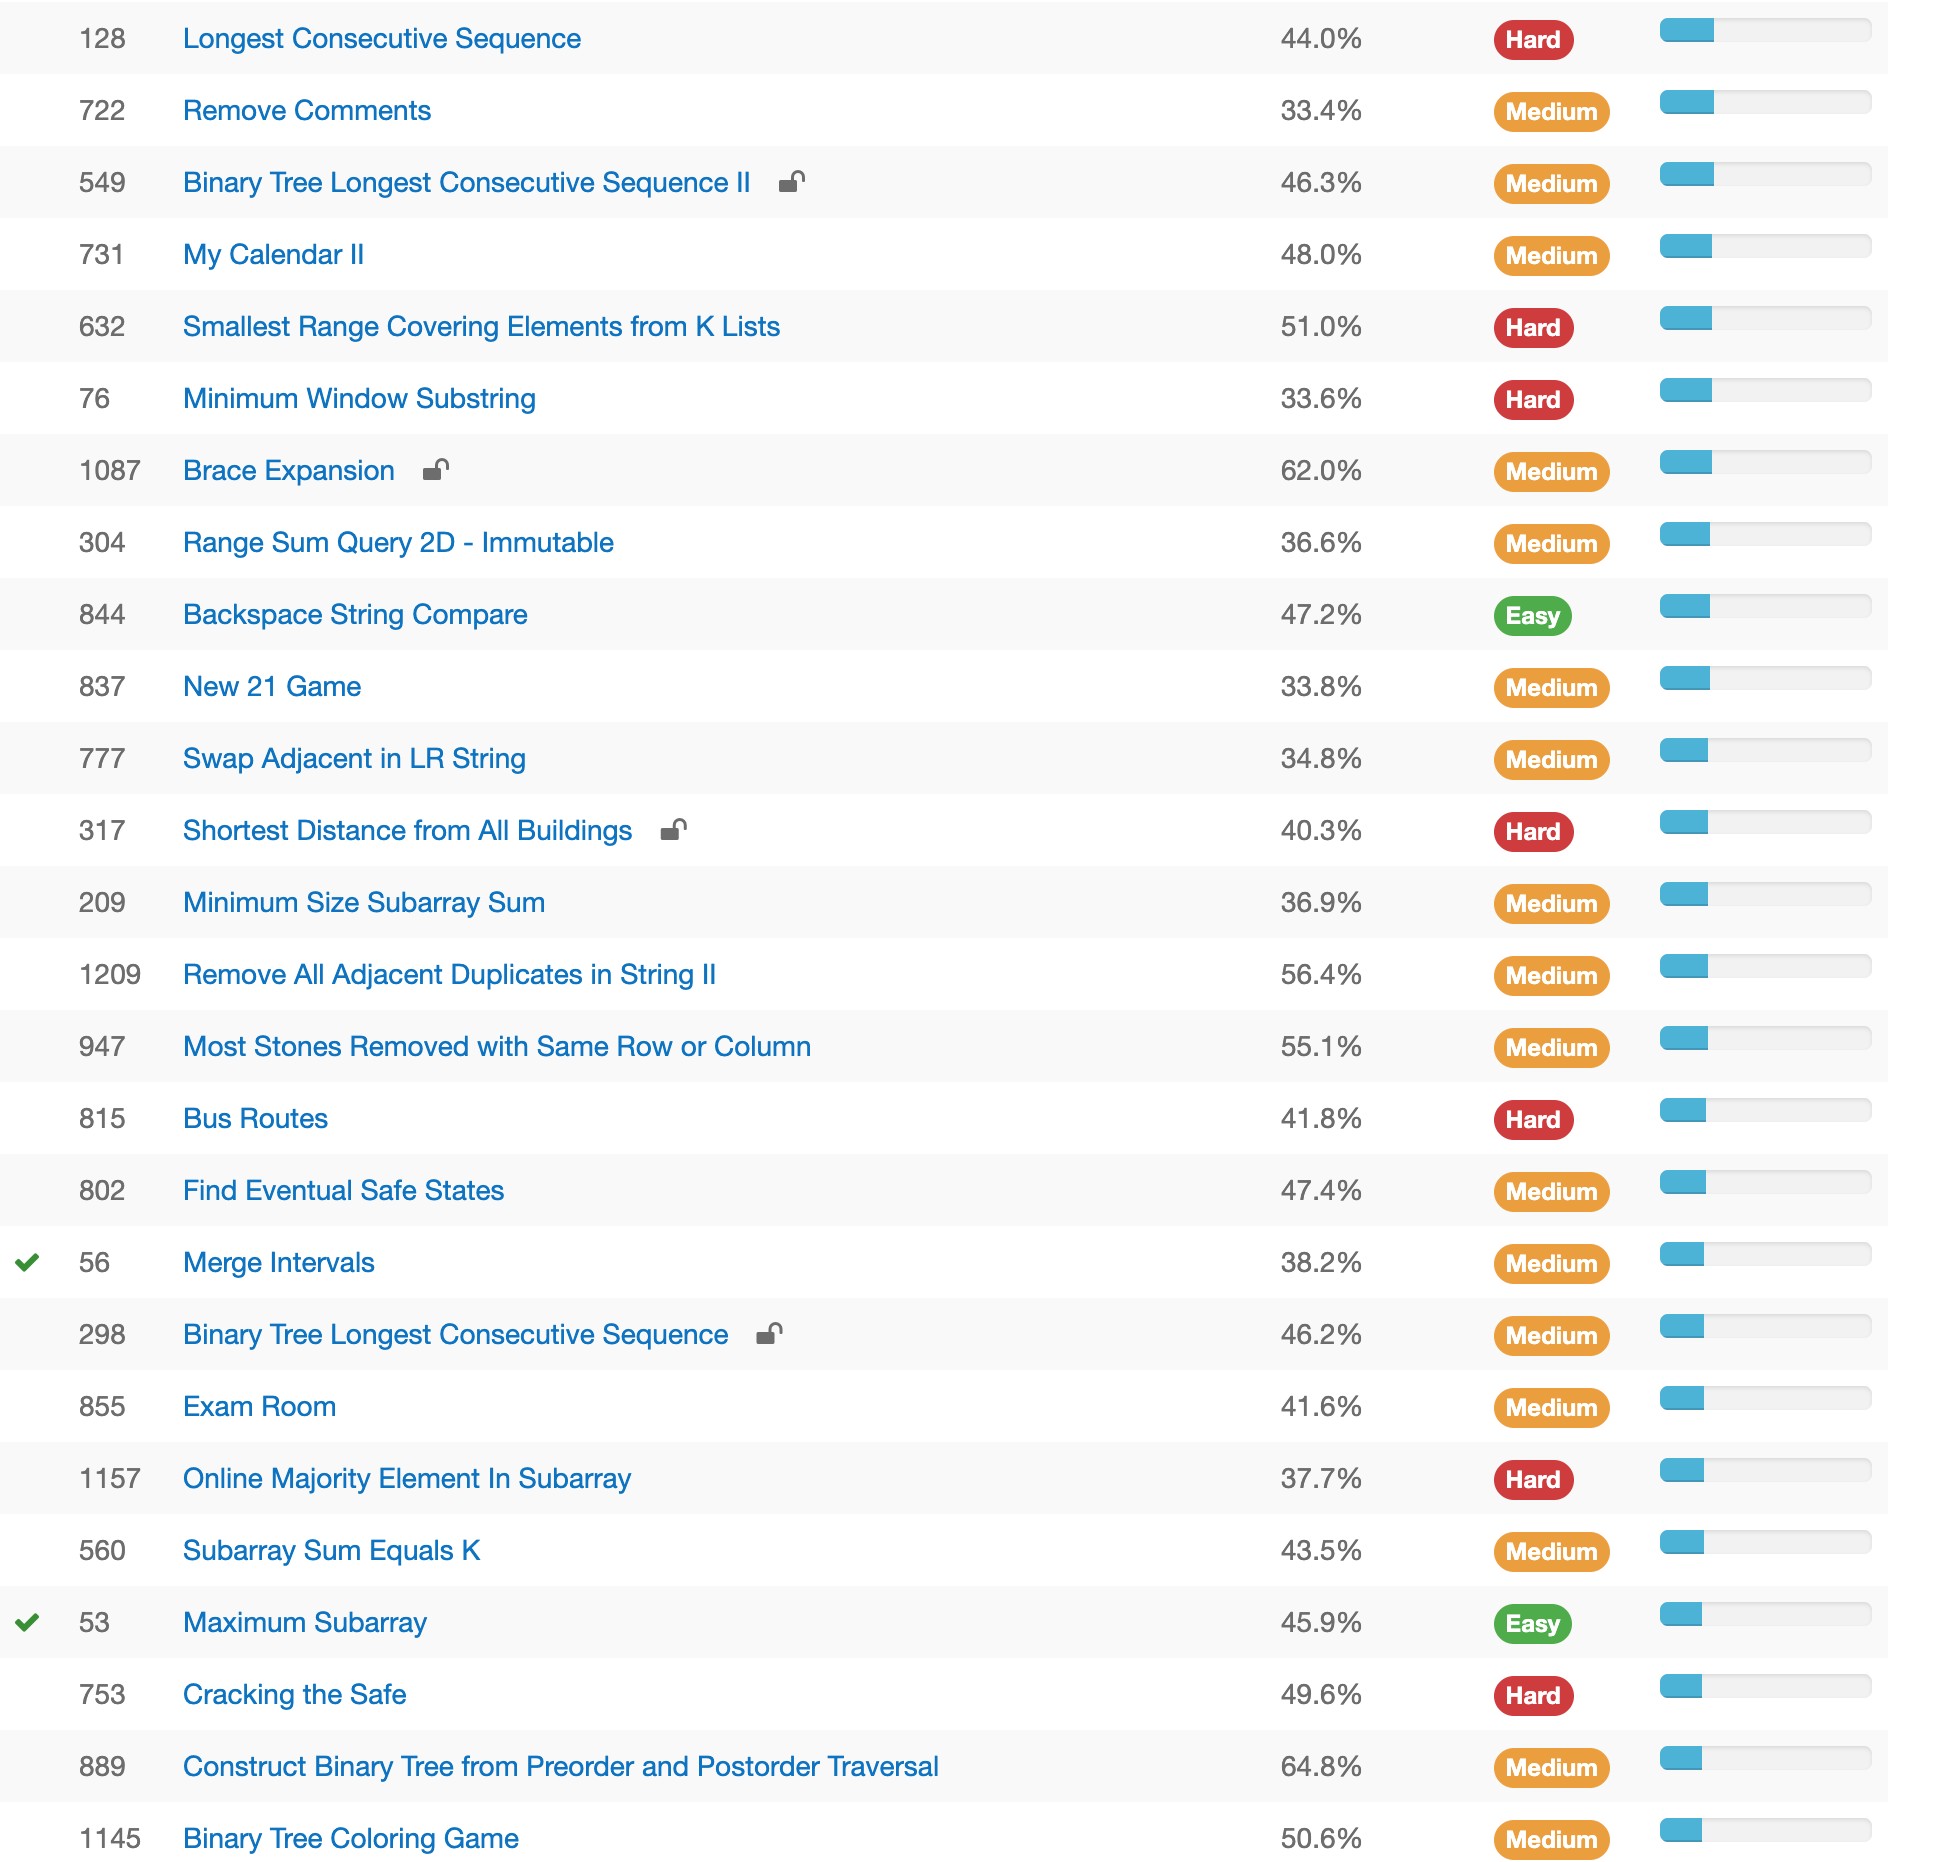 128 Longest Consecutive Sequence 44.0% Hard
722 Remove Comments 33.4% Medium
549 Binary Tree Longest Consecutive Sequence II 46.3% Medium
731 My Calendar II 48.0% Medium
632 Smallest Range Covering Elements from K Lists 51.0% Hard
76 Minimum Window Substring 33.6% Hard
1087 Brace Expansion 62.0% Medium
304 Range Sum Query 2D - Immutable 36.6% Medium
844 Backspace String Compare 47.2% Easy
837 New 21 Game 33.8% Medium
777 Swap Adjacent in LR String 34.8% Medium
317 Shortest Distance from All Buildings 40.3% Hard
209 Minimum Size Subarray Sum 36.9% Medium
1209 Remove All Adjacent Duplicates in String II 56.4% Medium
947 Most Stones Removed with Same Row or Column 55.1% Medium
815 Bus Routes 41.8% Hard
802 Find Eventual Safe States 47.4% Medium
56 Merge Intervals 38.2% Medium
298 Binary Tree Longest Consecutive Sequence 46.2% Medium
855 Exam Room 41.6% Medium
1157 Online Majority Element In Subarray 37.7% Hard
560 Subarray Sum Equals K 43.5% Medium
53 Maximum Subarray 45.9% Easy
753 Cracking the Safe 49.6% Hard
889 Construct Binary Tree from Preorder and Postorder Traversal 64.8% Medium
1145 Binary Tree Coloring Game 50.6% Medium